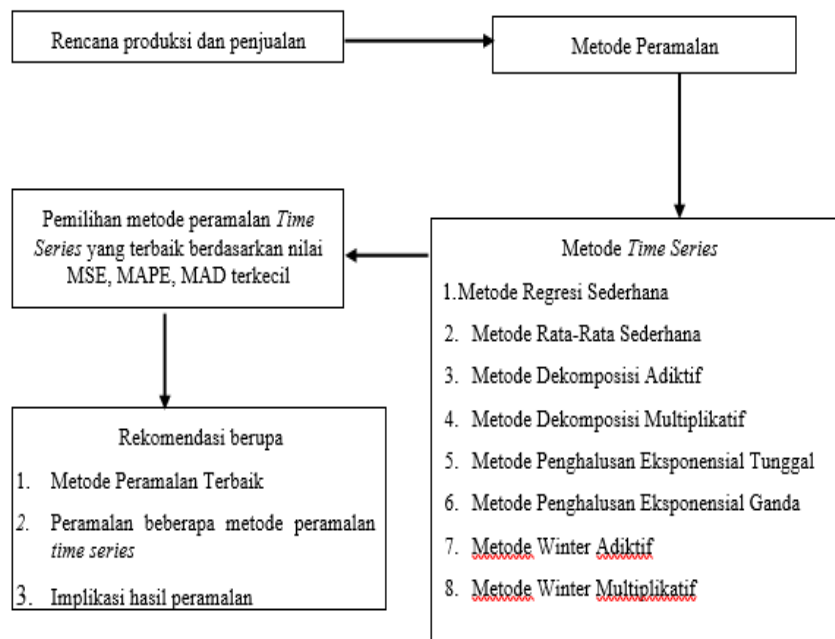 Rencana produksi dan penjualan
Metode Peramalan
Metode Time Series
1.Metode Regresi Sederhana
2. Metode Rata-Rata Sederhana
3. Metode Dekomposisi Adiktif
4. Metode Dekomposisi Multiplikatif
5. Metode Penghalusan Eksponensial Tunggal
6. Metode Penghalusan Eksponensial Ganda
7. Metode Winter Adiktif
8. Metode Winter Multiplikatif
Pemilihan metode peramalan Time
Series yang terbaik berdasarkan nilai
MSE, MAPE, MAD terkecil
Rekomendasi berupa
1. Metode Peramalan Terbaik
2. Peramalan beberapa metode peramalan
time series
3. Implikasi hasil peramalan